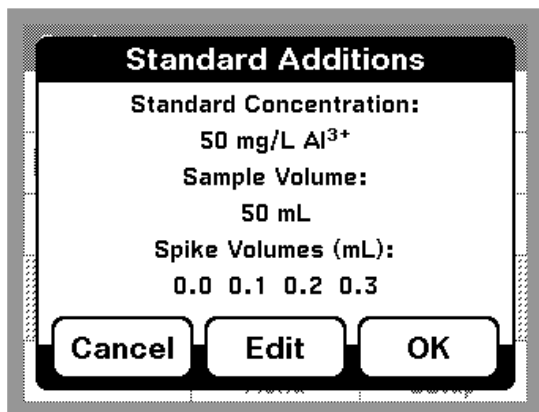 Standard Additions
Standard Concentration:
50 mg/L Al³⁺
Sample Volume:
50 mL
Spike Volumes (mL):
0.0 0.1 0.2 0.3
Cancel Edit OK